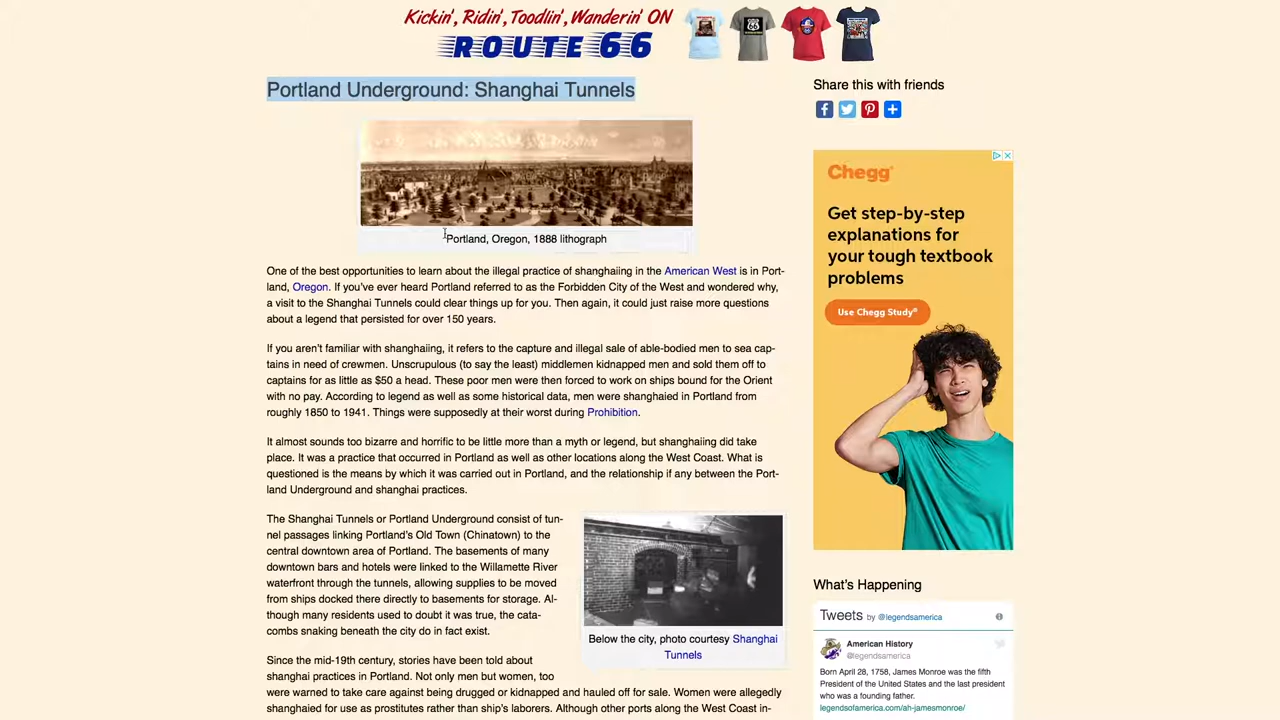 Kickin', Ridin', Toodlin', Wanderin' ON
ROUTE 66
Portland Underground: Shanghai Tunnels
Portland, Oregon, 1888 lithograph
One of the best opportunities to learn about the illegal practice of shanghaiing in the American West is in Port-
land, Oregon. If you've ever heard Portland referred to as the Forbidden City of the West and wondered why,
a visit to the Shanghai Tunnels could clear things up for you. Then again, it could just raise more questions
about a legend that persisted for over 150 years.
If you aren't familiar with shanghaiing, it refers to the capture and illegal sale of able-bodied men to sea cap-
tains in need of crewmen. Unscrupulous (to say the least) middlemen kidnapped men and sold them off to
captains for as little as $50 a head. These poor men were then forced to work on ships bound for the Orient
with no pay. According to legend as well as some historical data, men were shanghaied in Portland from
roughly 1850 to 1941. Things were supposedly at their worst during Prohibition.
It almost sounds too bizarre and horrific to be little more than a myth or legend, but shanghaiing did take
place. It was a practice that occurred in Portland as well as other locations along the West Coast. What is
questioned is the means by which it was carried out in Portland, and the relationship if any between the Port-
land Underground and shanghai practices.
The Shanghai Tunnels or Portland Underground consist of tun-
nel passages linking Portland's Old Town (Chinatown) to the
central downtown area of Portland. The basements of many
downtown bars and hotels were linked to the Willamette River
waterfront through the tunnels, allowing supplies to be moved
from ships docked there directly to basements for storage. Al-
though many residents used to doubt it was true, the cata-
combs snaking beneath the city do in fact exist.
Below the city, photo courtesy Shanghai
Tunnels
Since the mid-19th century, stories have been told about
shanghai practices in Portland. Not only men but women, too
were warned to take care against being drugged or kidnapped and hauled off for sale. Women were allegedly
shanghaied for use as prostitutes rather than ship's laborers. Although other ports along the West Coast in-
Share this with friends
Chegg
Get step-by-step
explanations for
your tough textbook
problems
Use Chegg Study®
What's Happening
Tweets by @legendsamerica
American History
@legendsamerica
Born April 28, 1758, James Monroe was the fifth
President of the United States and the last president
who was a founding father.
legendsofamerica.com/ah-jamesmonroe/